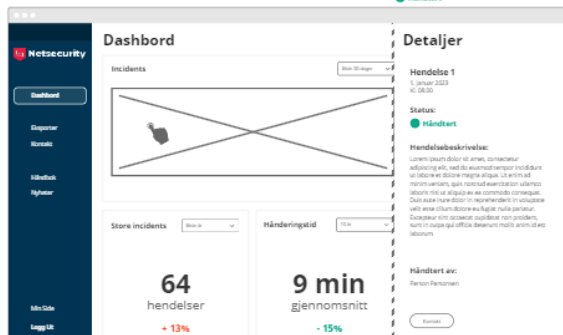 Håndtert
Netsecurity
Dashbord
Eksporter
Kontakt
Håndbok
Nyheter
Min Side
Logg Ut
Dashbord
Incidents
Siste 30 dager
Store incidents
Siste år
64
hendelser
+ 13%
Hånderingstid
9 min
gjennomsnitt
- 15%
Detaljer
Hendelse 1
1. januar 2023
Kl. 08.00
Status:
Håndtert
Hendelsebeskrivelse:
Lorem ipsum dolor sit amet, consectetur
adipiscing elit, sed do eiusmod tempor incididunt
ut labore et dolore magna aliqua. Ut enim ad
minim veniam, quis nostrud exercitation ullamco
laboris nisi ut aliquip ex ea commodo consequat.
Duis aute irure dolor in reprehenderit in voluptate
velit esse cillum dolore eu fugiat nulla pariatur.
Excepteur sint occaecat cupidatat non proident,
sunt in culpa qui officia deserunt mollit anim id est
laborum
Håndtert av:
Person Personsen
Kontakt